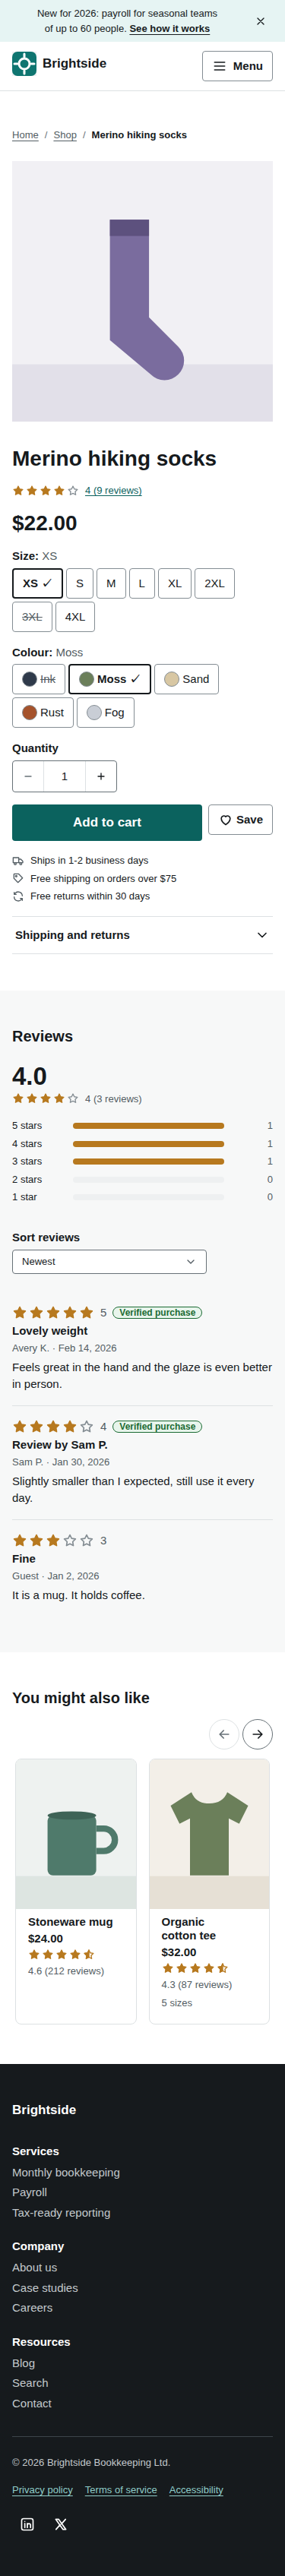 New for 2026: payroll for seasonal teams
of up to 60 people. See how it works
Brightside
Menu
Home / Shop / Merino hiking socks
Merino hiking socks
4 (9 reviews)
$22.00
Size: XS
XS ✓ S M L XL 2XL
3XL 4XL
Colour: Moss
Ink Moss ✓ Sand
Rust Fog
Quantity
− 1 +
Add to cart
Save
Ships in 1-2 business days
Free shipping on orders over $75
Free returns within 30 days
Shipping and returns
Reviews
4.0
4 (3 reviews)
5 stars 1
4 stars 1
3 stars 1
2 stars 0
1 star 0
Sort reviews
Newest
5 Verified purchase
Lovely weight
Avery K. · Feb 14, 2026
Feels great in the hand and the glaze is even better
in person.
4 Verified purchase
Review by Sam P.
Sam P. · Jan 30, 2026
Slightly smaller than I expected, still use it every
day.
3
Fine
Guest · Jan 2, 2026
It is a mug. It holds coffee.
You might also like
Stoneware mug
$24.00
4.6 (212 reviews)
Organic
cotton tee
$32.00
4.3 (87 reviews)
5 sizes
Brightside
Services
Monthly bookkeeping
Payroll
Tax-ready reporting
Company
About us
Case studies
Careers
Resources
Blog
Search
Contact
© 2026 Brightside Bookkeeping Ltd.
Privacy policy Terms of service Accessibility